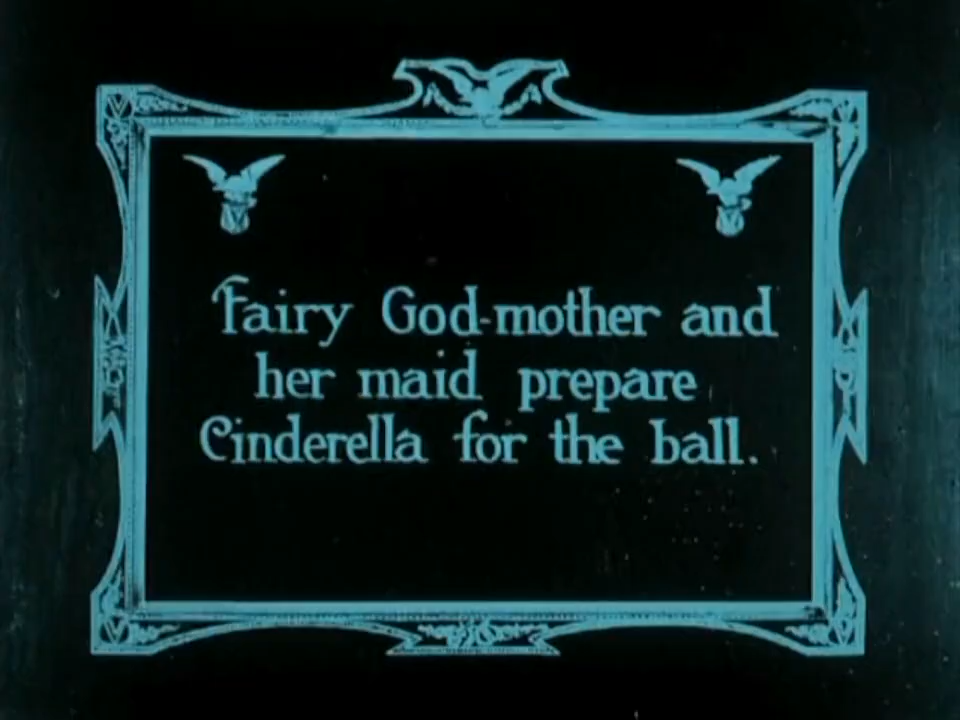 Fairy God-mother and
her maid prepare
Cinderella for the ball.